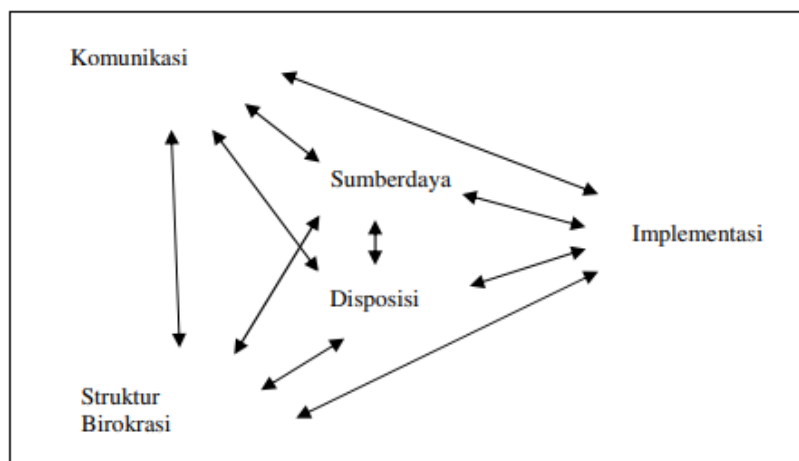 Komunikasi
Sumberdaya
Implementasi
Disposisi
Struktur
Birokrasi